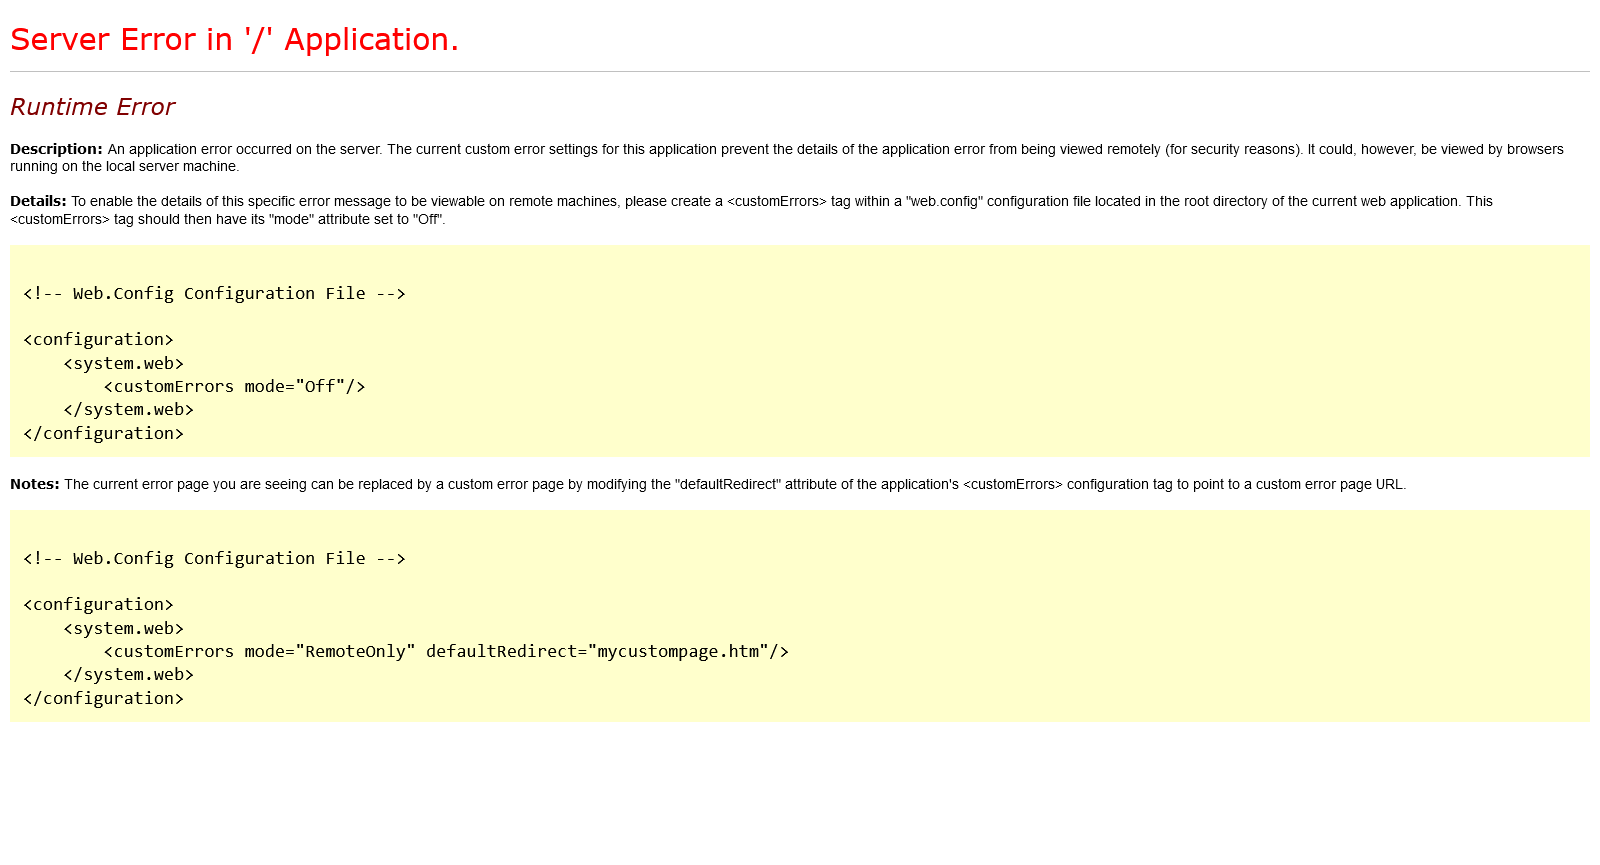 Server Error in '/' Application.
Runtime Error
Description: An application error occurred on the server. The current custom error settings for this application prevent the details of the application error from being viewed remotely (for security reasons). It could, however, be viewed by browsers
running on the local server machine.
Details: To enable the details of this specific error message to be viewable on remote machines, please create a <customErrors> tag within a "web.config" configuration file located in the root directory of the current web application. This
<customErrors> tag should then have its "mode" attribute set to "Off".
<!-- Web.Config Configuration File -->
<configuration>
    <system.web>
        <customErrors mode="Off"/>
    </system.web>
</configuration>
Notes: The current error page you are seeing can be replaced by a custom error page by modifying the "defaultRedirect" attribute of the application's <customErrors> configuration tag to point to a custom error page URL.
<!-- Web.Config Configuration File -->
<configuration>
    <system.web>
        <customErrors mode="RemoteOnly" defaultRedirect="mycustompage.htm"/>
    </system.web>
</configuration>